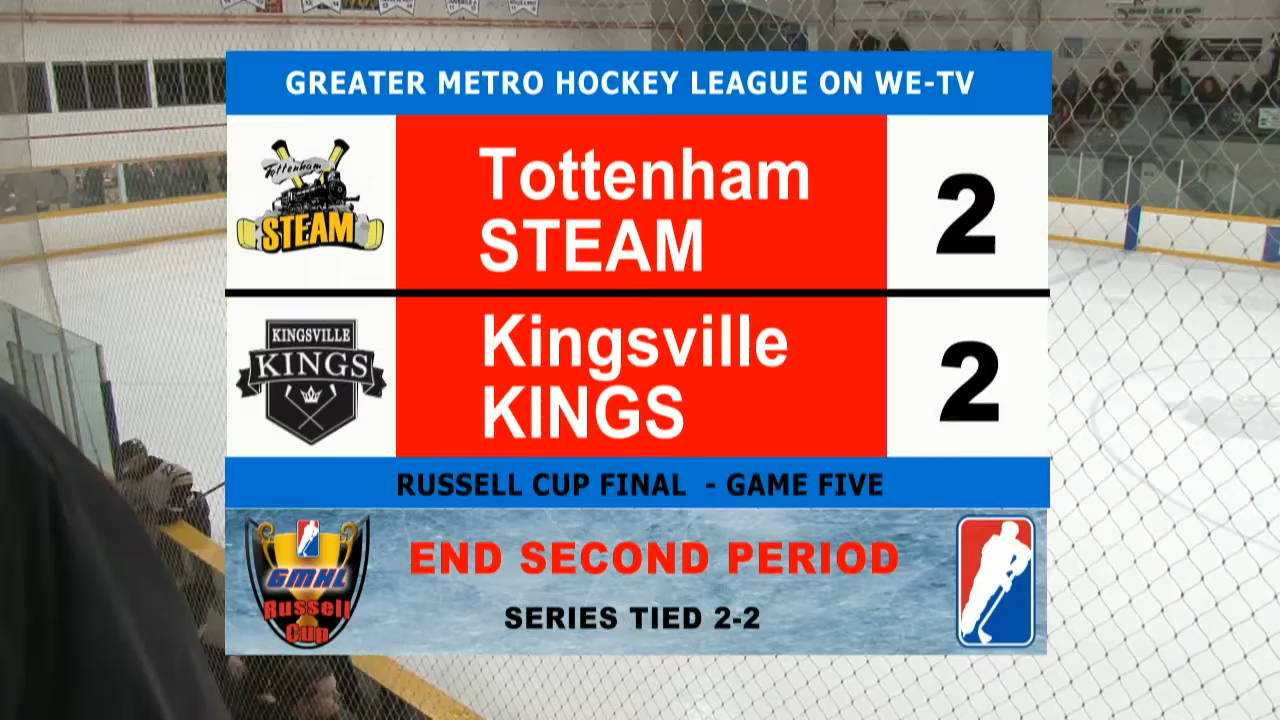 GREATER METRO HOCKEY LEAGUE ON WE-TV
Tottenham
STEAM
Tottenham
STEAM
2
KINGSVILLE
KINGS
Kingsville
KINGS
2
RUSSELL CUP FINAL - GAME FIVE
GMHL
Russell
Cup
END SECOND PERIOD
SERIES TIED 2-2